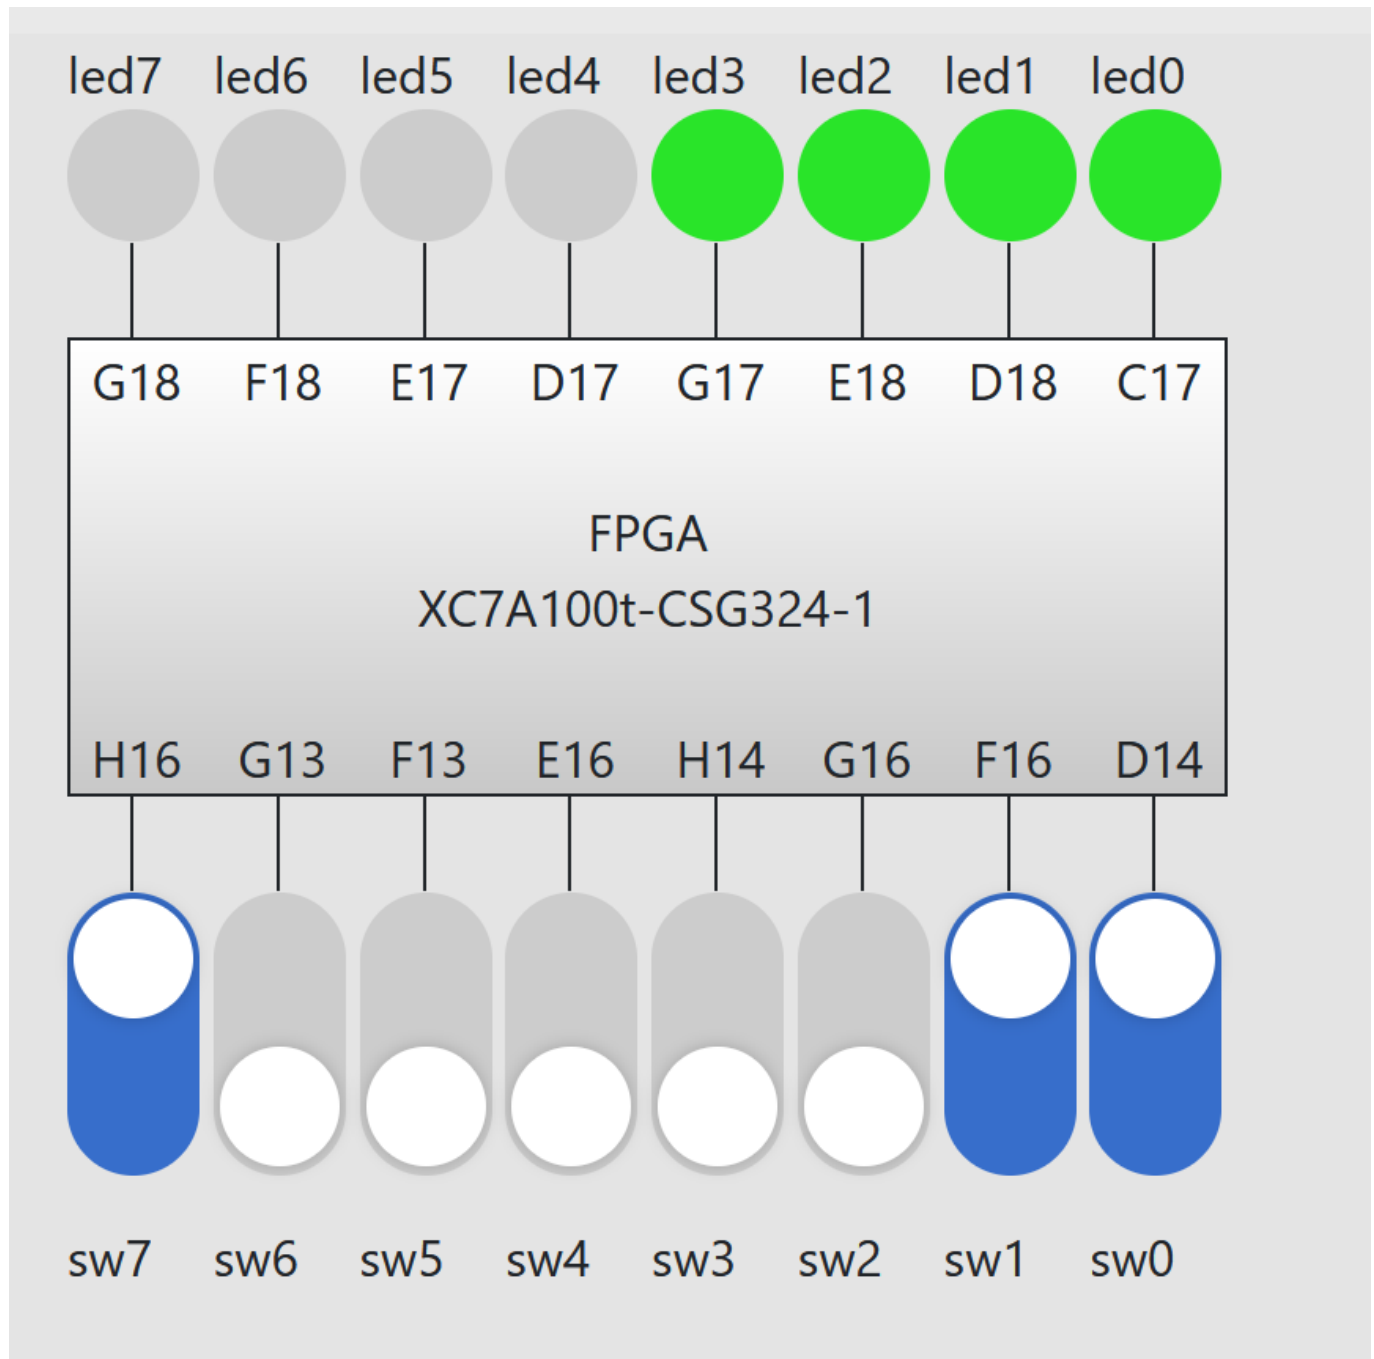 led7 led6 led5 led4 led3 led2 led1 led0
G18 F18 E17 D17 G17 E18 D18 C17
FPGA
XC7A100t-CSG324-1
H16 G13 F13 E16 H14 G16 F16 D14
sw7 sw6 sw5 sw4 sw3 sw2 sw1 sw0